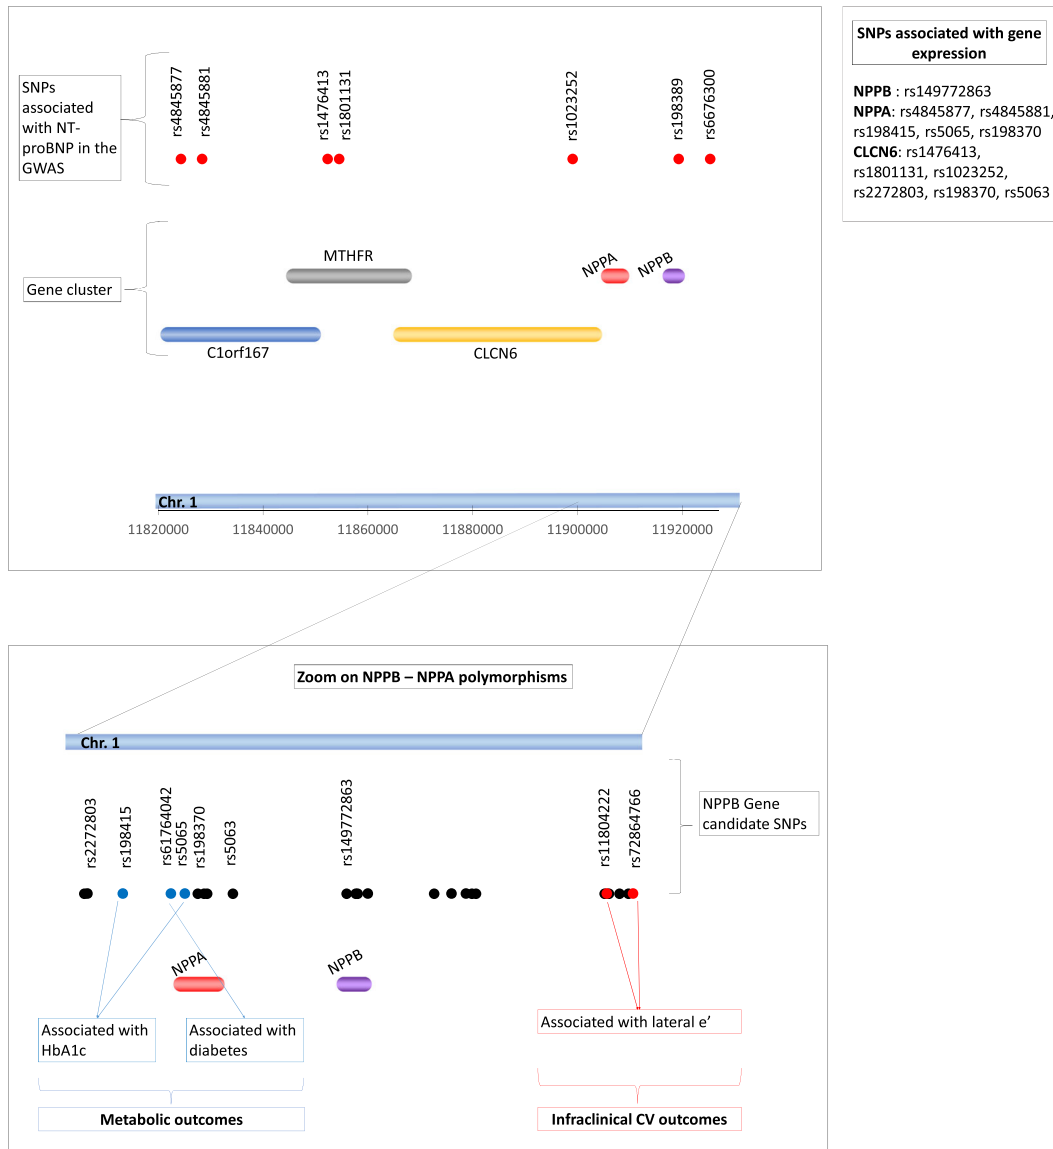 SNPs
associated
with NT-
proBNP in the
GWAS
rs4845877
rs4845881
rs1476413
rs1801131
rs1023252
rs198389
rs6676300
SNPs associated with gene
expression
NPPB : rs149772863
NPPA: rs4845877, rs4845881,
rs198415, rs5065, rs198370
CLCN6: rs1476413,
rs1801131, rs1023252,
rs2272803, rs198370, rs5063
Gene cluster
MTHFR
NPPA
NPPB
C1orf167
CLCN6
Chr. 1
11820000
11840000
11860000
11880000
11900000
11920000
Zoom on NPPB – NPPA polymorphisms
Chr. 1
rs2272803
rs198415
rs61764042
rs5065
rs198370
rs5063
rs149772863
rs11804222
rs72864766
NPPB Gene
candidate SNPs
NPPA
NPPB
Associated with
HbA1c
Associated with
diabetes
Associated with lateral e’
Metabolic outcomes
Infraclinical CV outcomes